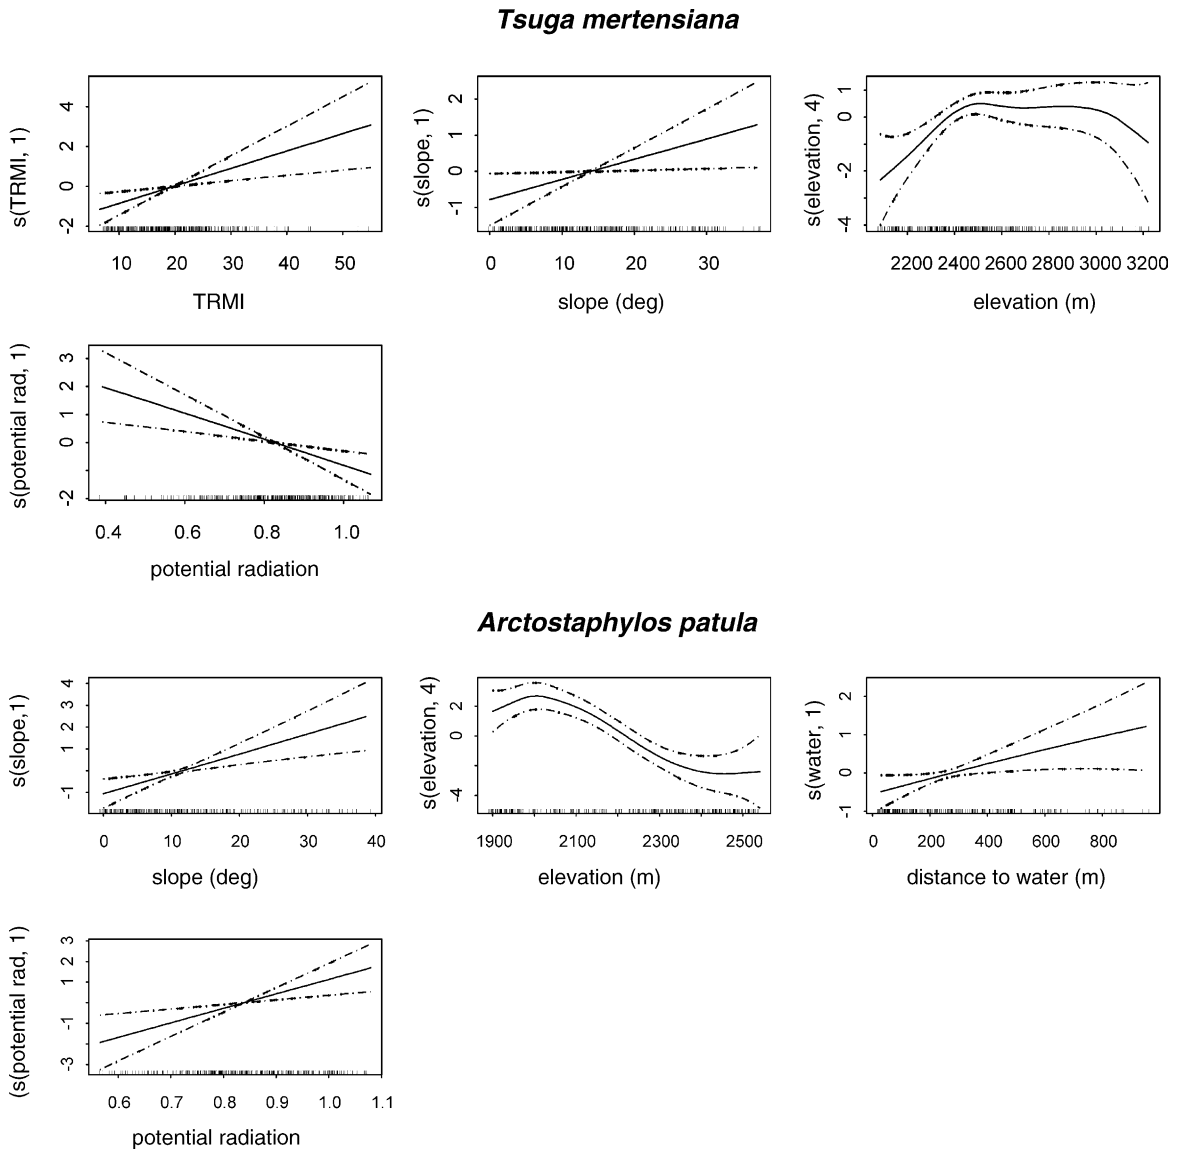 Tsuga mertensiana
s(TRMI, 1)
4
2
0
-2
10 20 30 40 50
TRMI
s(slope, 1)
2
1
0
-1
0 10 20 30
slope (deg)
s(elevation, 4)
1
0
-2
-4
2200 2400 2600 2800 3000 3200
elevation (m)
s(potential rad, 1)
3
2
1
0
-2
0.4 0.6 0.8 1.0
potential radiation
Arctostaphylos patula
s(slope,1)
4
3
2
1
-1
0 10 20 30 40
slope (deg)
s(elevation, 4)
2
0
-4
1900 2100 2300 2500
elevation (m)
s(water, 1)
2
1
0
-1
0 200 400 600 800
distance to water (m)
(s(potential rad, 1)
3
2
1
-1
-3
0.6 0.7 0.8 0.9 1.0 1.1
potential radiation